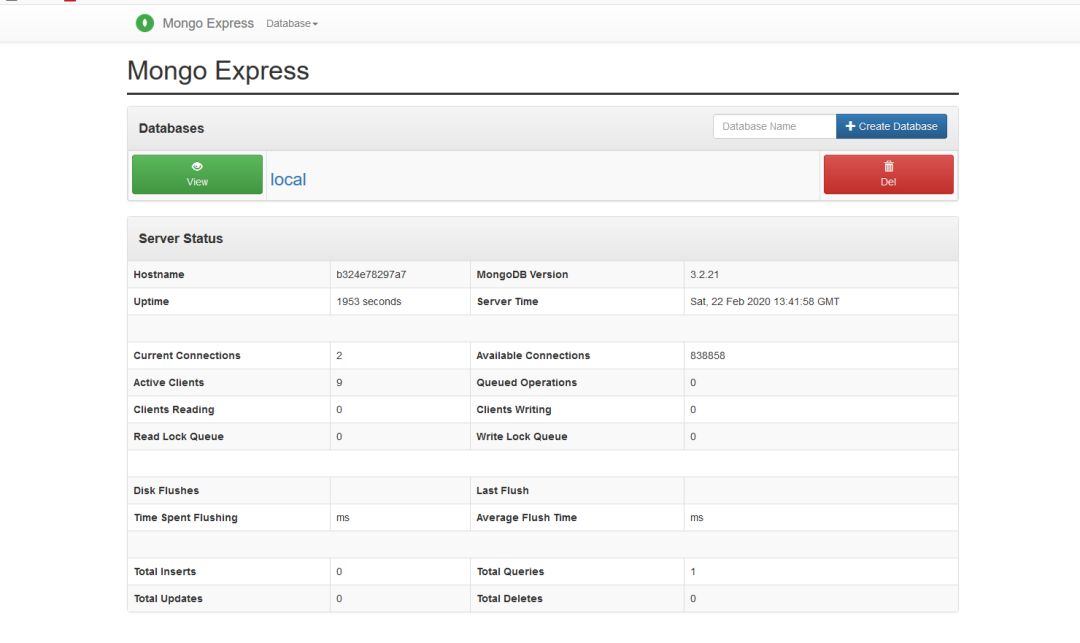 Mongo Express Database
Mongo Express
Databases Database Name Create Database
View local Del
Server Status
Hostname b324e78297a7 MongoDB Version 3.2.21
Uptime 1953 seconds Server Time Sat, 22 Feb 2020 13:41:58 GMT
Current Connections 2 Available Connections 838858
Active Clients 9 Queued Operations 0
Clients Reading 0 Clients Writing 0
Read Lock Queue 0 Write Lock Queue 0
Disk Flushes Last Flush
Time Spent Flushing ms Average Flush Time ms
Total Inserts 0 Total Queries 1
Total Updates 0 Total Deletes 0